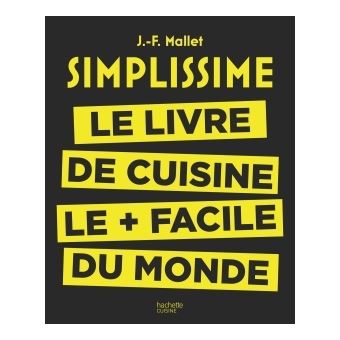 J.-F. Mallet
SIMPLISSIME
LE LIVRE
DE CUISINE
LE + FACILE
DU MONDE
hachette
CUISINE